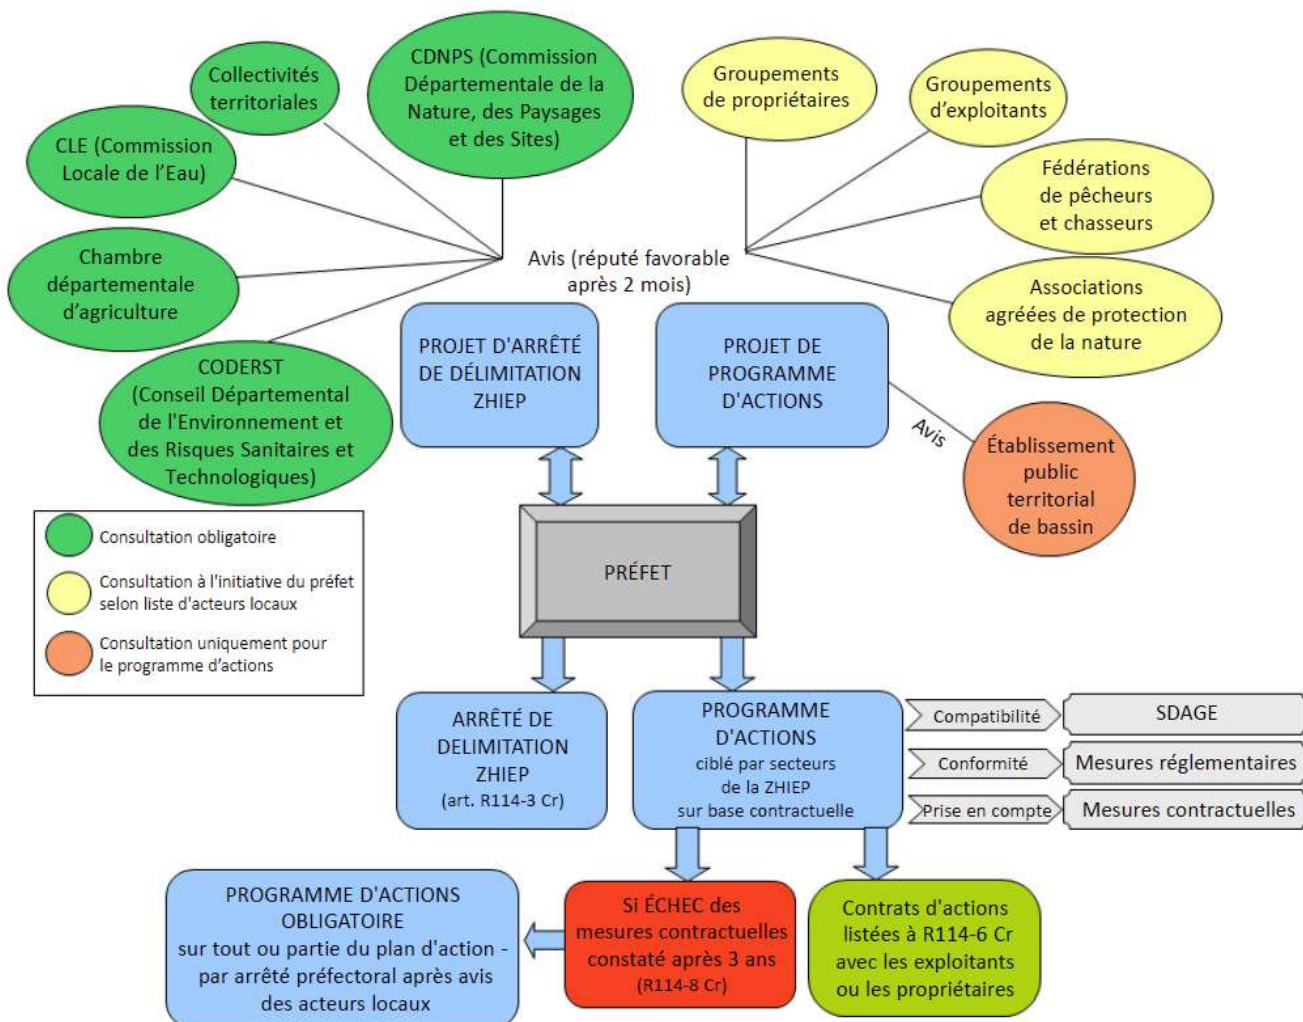 Collectivités
territoriales
CDNPS (Commission
Départementale de la
Nature, des Paysages
et des Sites)
Groupements
de propriétaires
Groupements
d'exploitants
CLE (Commission
Locale de l'Eau)
Fédérations
de pêcheurs
et chasseurs
Chambre
départementale
d'agriculture
Avis (réputé favorable
après 2 mois)
Associations
agréées de protection
de la nature
CODERST
(Conseil Départemental
de l'Environnement et
des Risques Sanitaires et
Technologiques)
PROJET D'ARRÊTÉ
DE DÉLIMITATION
ZHIEP
PROJET DE
PROGRAMME
D'ACTIONS
Avis
Établissement
public
territorial
de bassin
Consultation obligatoire
Consultation à l'initiative du préfet
selon liste d'acteurs locaux
Consultation uniquement pour
le programme d'actions
PRÉFET
ARRÊTÉ DE
DELIMITATION
ZHIEP
(art. R114-3 Cr)
PROGRAMME
D'ACTIONS
ciblé par secteurs
de la ZHIEP
sur base contractuelle
Compatibilité
SDAGE
Conformité
Mesures réglementaires
Prise en compte
Mesures contractuelles
PROGRAMME D'ACTIONS
OBLIGATOIRE
sur tout ou partie du plan d'action -
par arrêté préfectoral après avis
des acteurs locaux
Si ÉCHEC des
mesures contractuelles
constaté après 3 ans
(R114-8 Cr)
Contrats d'actions
listées à R114-6 Cr
avec les exploitants
ou les propriétaires